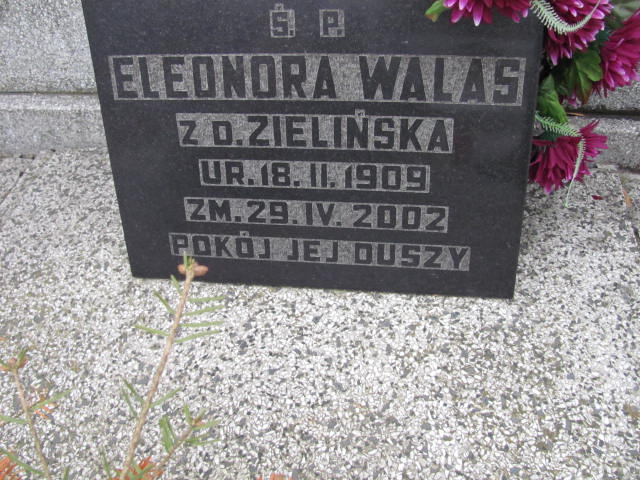 Ś. P.
ELEONORA WALAS
Z D. ZIELIŃSKA
UR. 18. II. 1909
ZM. 29. IV. 2002
POKÓJ JEJ DUSZY